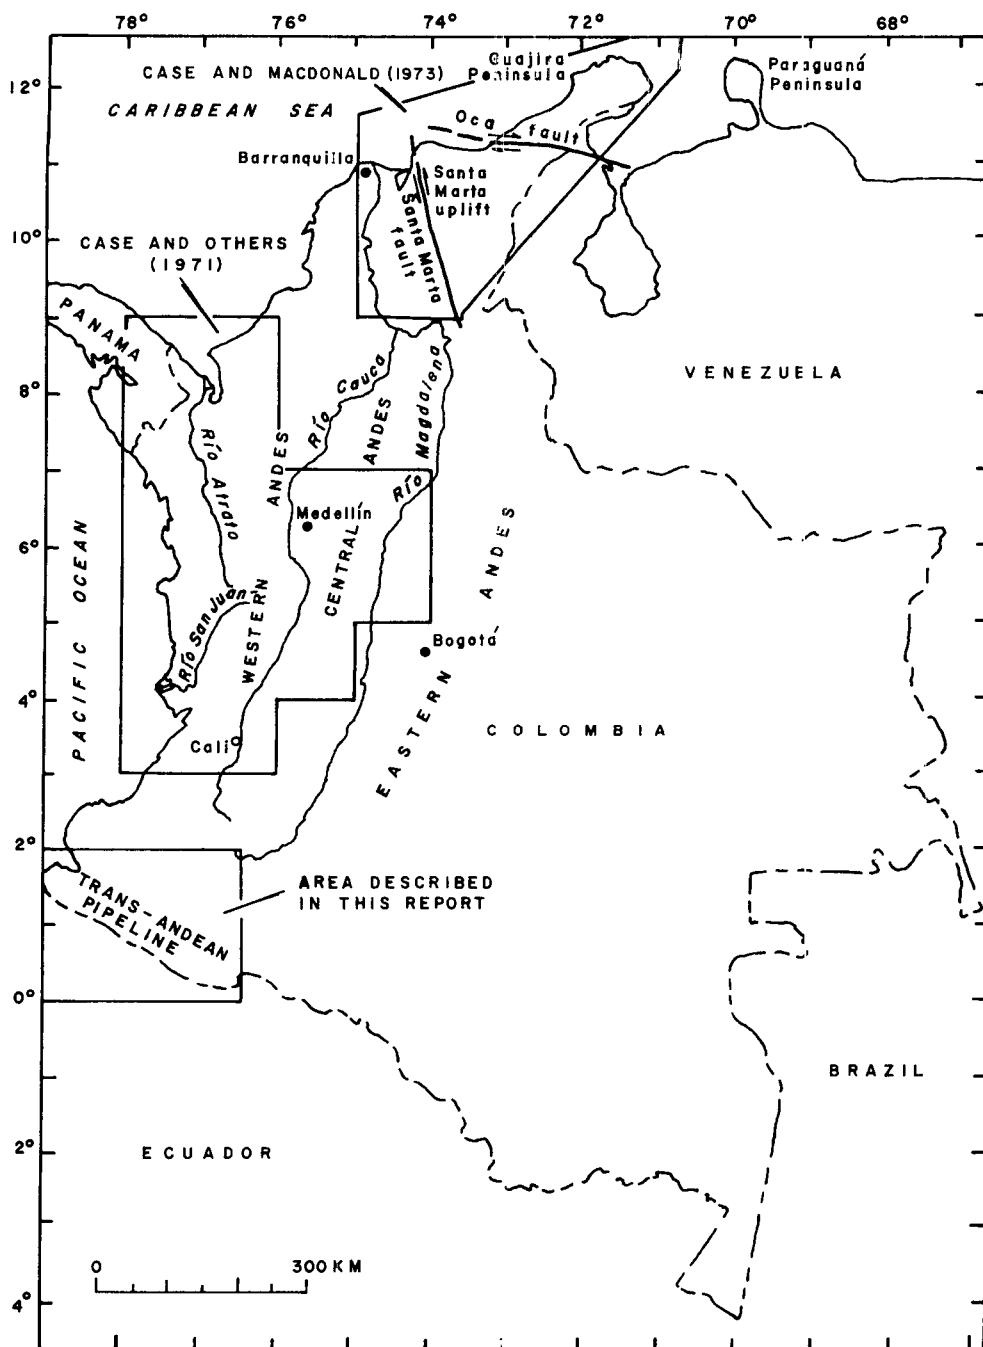 78° 76° 74° 72° 70° 68°
12°
10°
8°
6°
4°
2°
0°
2°
4°
CASE AND MACDONALD (1973)
Guajira
Peninsula
Paraguaná
Peninsula
CARIBBEAN SEA
Oca fault
Barranquilla
Santa
Marta
uplift
Santa Marta
fault
CASE AND OTHERS
(1971)
PANAMA
VENEZUELA
Río Cauca
Río Magdalena
Río Atrato
WESTERN ANDES
CENTRAL ANDES
EASTERN ANDES
Medellín
PACIFIC OCEAN
Río San Juan
Bogotá
COLOMBIA
Cali
AREA DESCRIBED
IN THIS REPORT
TRANS-ANDEAN
PIPELINE
BRAZIL
ECUADOR
0 300 KM